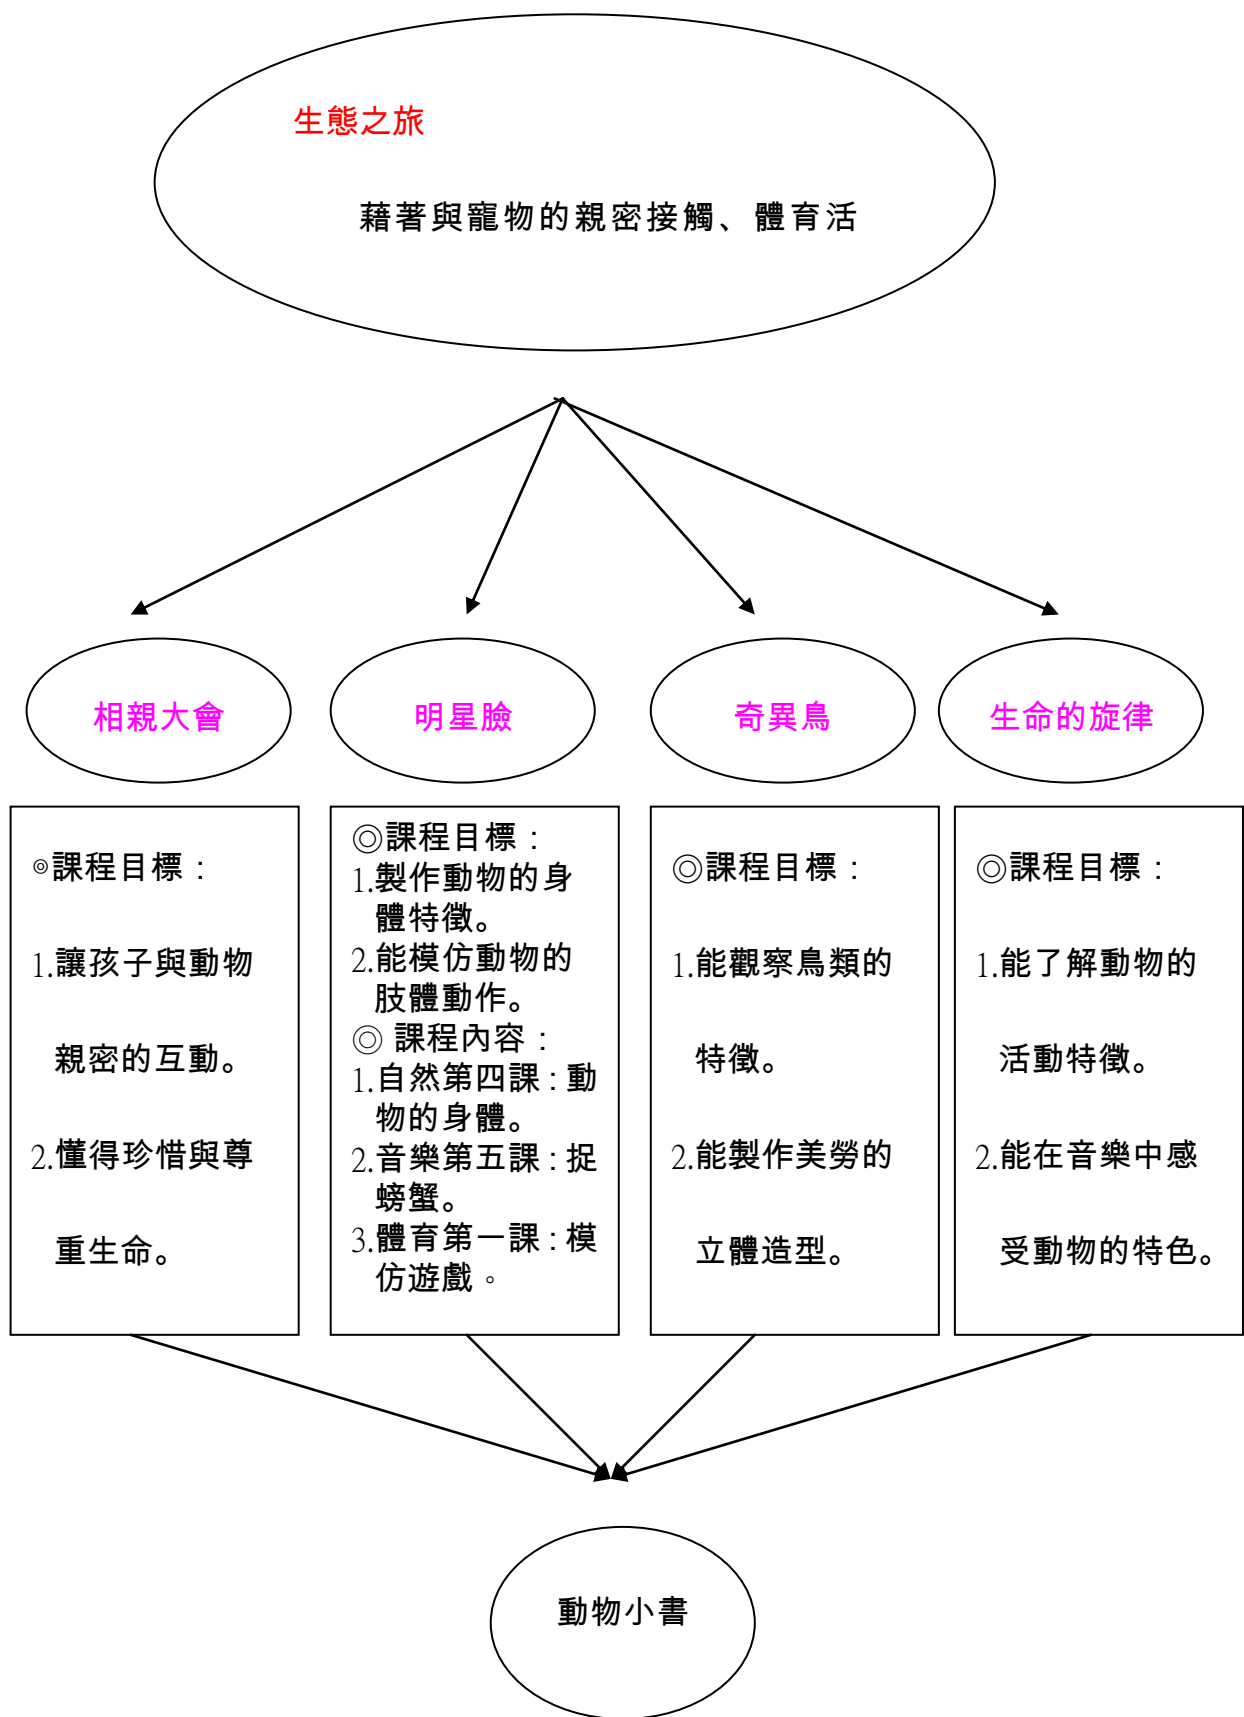 生態之旅
藉著與寵物的親密接觸、體育活
相親大會
明星臉
奇異鳥
生命的旋律
◎課程目標：
1.讓孩子與動物
親密的互動。
2.懂得珍惜與尊
重生命。
◎課程目標：
1.製作動物的身
體特徵。
2.能模仿動物的
肢體動作。
◎ 課程內容：
1.自然第四課：動
物的身體。
2.音樂第五課：捉
螃蟹。
3.體育第一課：模
仿遊戲。
◎課程目標：
1.能觀察鳥類的
特徵。
2.能製作美勞的
立體造型。
◎課程目標：
1.能了解動物的
活動特徵。
2.能在音樂中感
受動物的特色。
動物小書